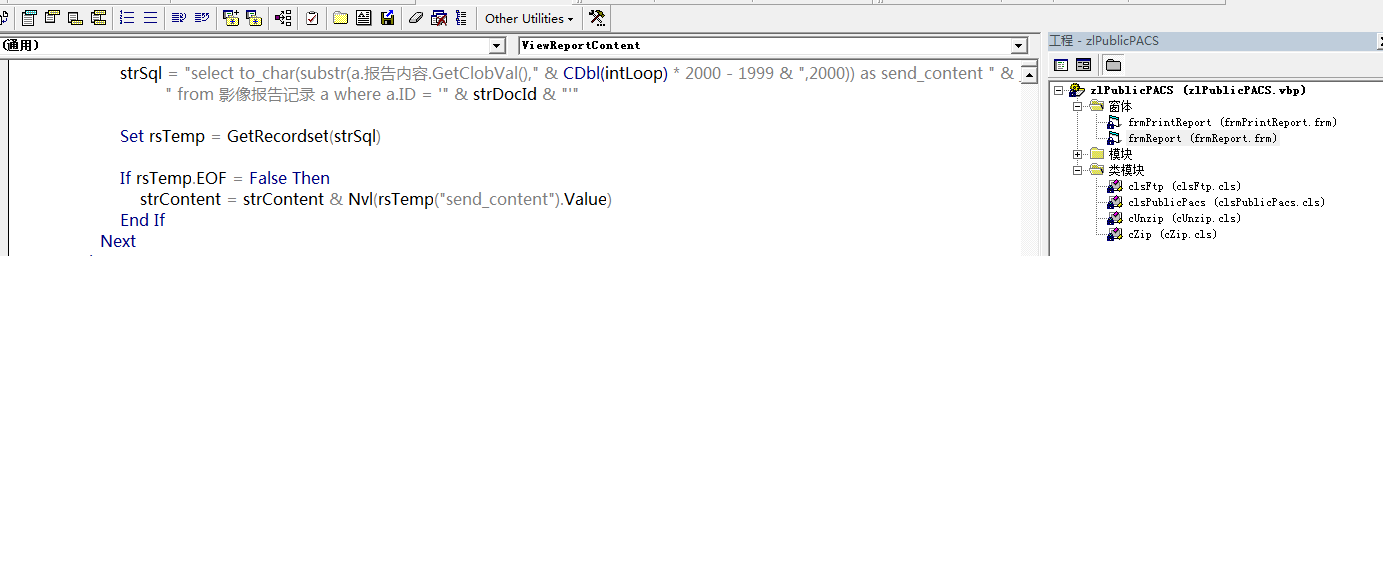 Other Utilities
(通用)
ViewReportContent
strSql = "select to_char(substr(a.报告内容.GetClobVal()," & CDbl(intLoop) * 2000 - 1999 & ",2000)) as send_content " & _
" from 影像报告记录 a where a.ID = '" & strDocId & "'"
Set rsTemp = GetRecordset(strSql)
If rsTemp.EOF = False Then
strContent = strContent & Nvl(rsTemp("send_content").Value)
End If
Next
工程 - zlPublicPACS
zlPublicPACS (zlPublicPACS.vbp)
窗体
frmPrintReport (frmPrintReport.frm)
frmReport (frmReport.frm)
模块
类模块
clsFtp (clsFtp.cls)
clsPublicPacs (clsPublicPacs.cls)
cUnzip (cUnzip.cls)
cZip (cZip.cls)